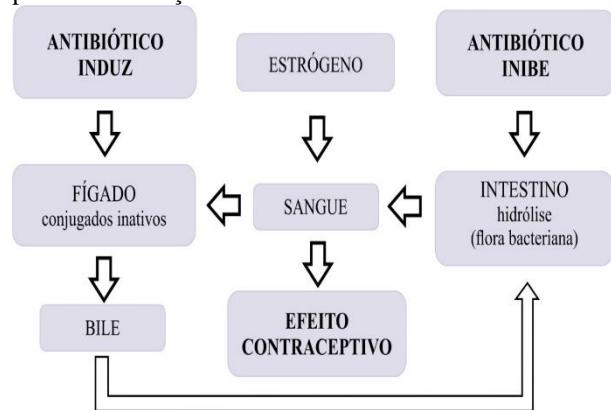 ANTIBIÓTICO
INDUZ
ESTRÓGENO
ANTIBIÓTICO
INIBE
FÍGADO
conjugados inativos
SANGUE
INTESTINO
hidrólise
(flora bacteriana)
BILE
EFEITO
CONTRACEPTIVO